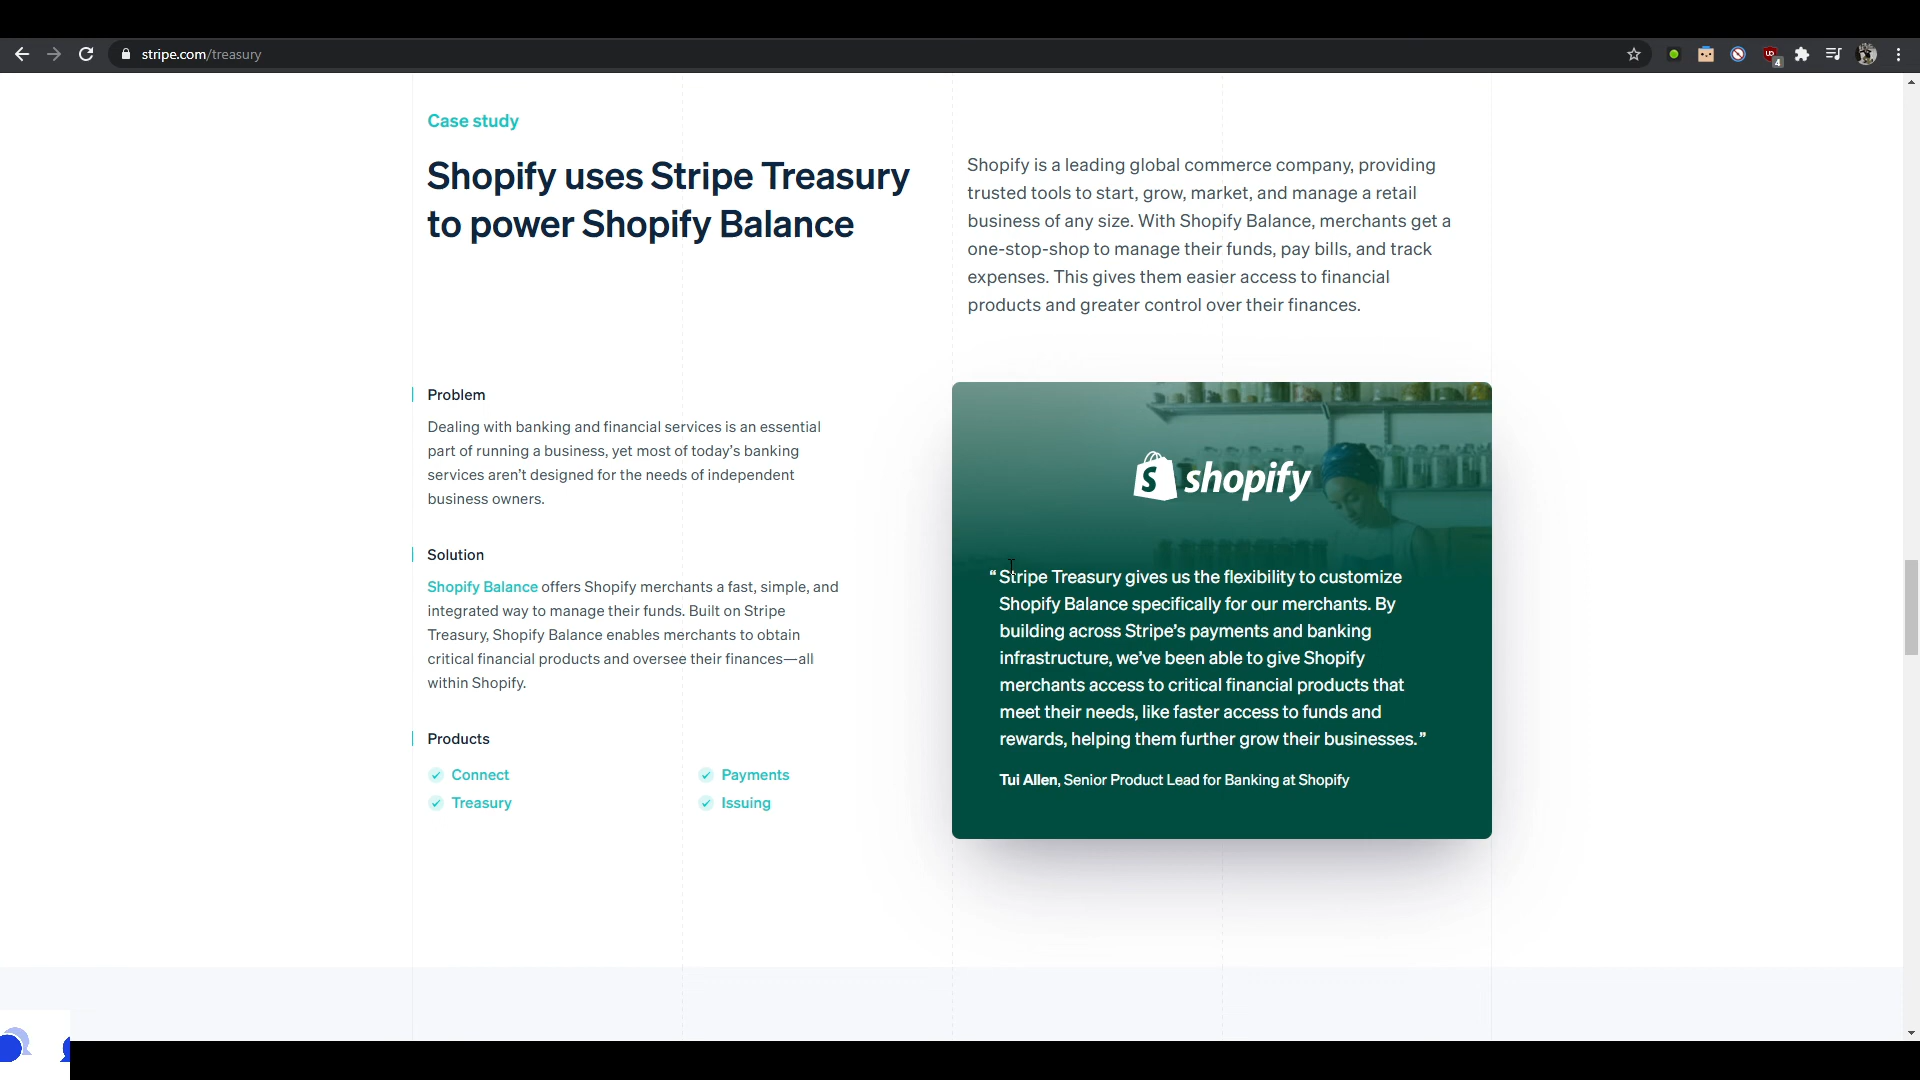 stripe.com/treasury
4
Case study
Shopify uses Stripe Treasury
to power Shopify Balance
Shopify is a leading global commerce company, providing
trusted tools to start, grow, market, and manage a retail
business of any size. With Shopify Balance, merchants get a
one-stop-shop to manage their funds, pay bills, and track
expenses. This gives them easier access to financial
products and greater control over their finances.
Problem
Dealing with banking and financial services is an essential
part of running a business, yet most of today’s banking
services aren’t designed for the needs of independent
business owners.
Solution
Shopify Balance offers Shopify merchants a fast, simple, and
integrated way to manage their funds. Built on Stripe
Treasury, Shopify Balance enables merchants to obtain
critical financial products and oversee their finances—all
within Shopify.
Products
Connect
Payments
Treasury
Issuing
shopify
“Stripe Treasury gives us the flexibility to customize
Shopify Balance specifically for our merchants. By
building across Stripe’s payments and banking
infrastructure, we’ve been able to give Shopify
merchants access to critical financial products that
meet their needs, like faster access to funds and
rewards, helping them further grow their businesses.”
Tui Allen, Senior Product Lead for Banking at Shopify